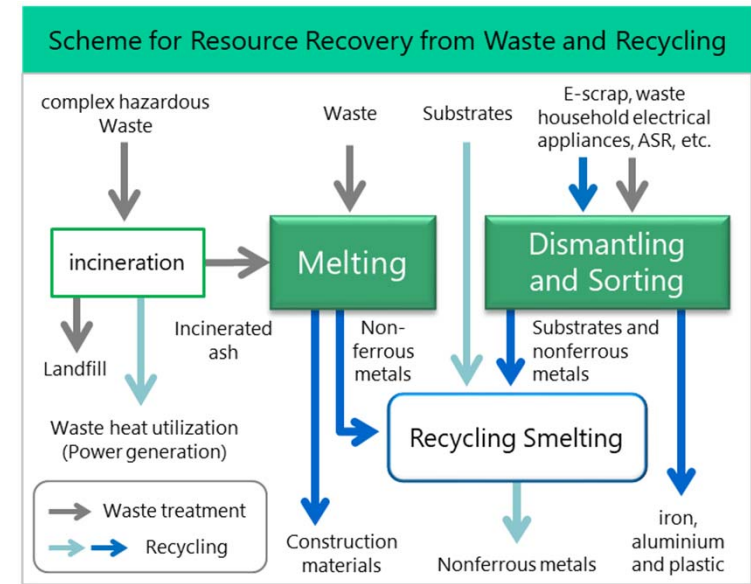 Scheme for Resource Recovery from Waste and Recycling
complex hazardous
Waste
Waste
Substrates
E-scrap, waste
household electrical
appliances, ASR, etc.
incineration
Melting
Dismantling
and Sorting
Incinerated
ash
Non-
ferrous
metals
Substrates and
nonferrous
metals
Landfill
Waste heat utilization
(Power generation)
Recycling Smelting
Waste treatment
Recycling
Construction
materials
Nonferrous metals
iron,
aluminium
and plastic